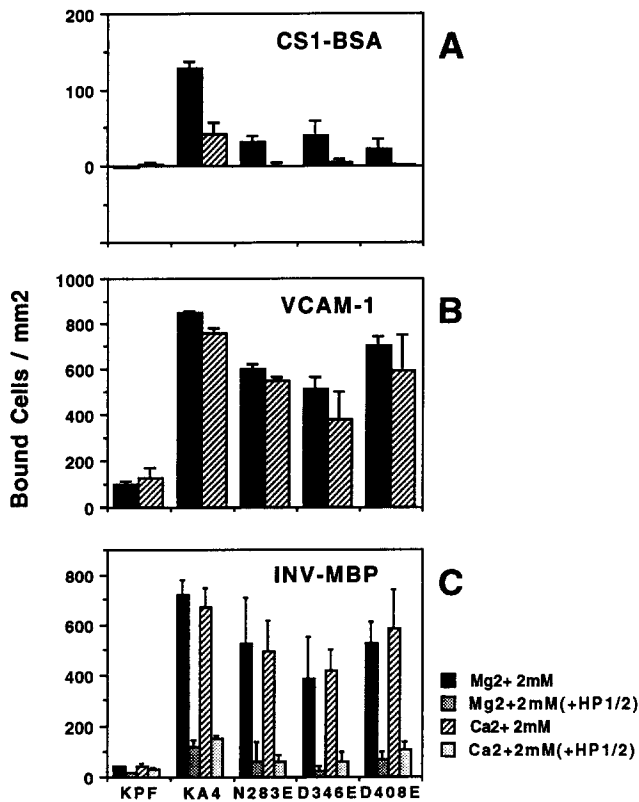 200
CS1-BSA
A
100
0
Bound Cells / mm2
1000
VCAM-1
B
800
600
400
200
0
INV-MBP
C
800
600
400
200
0
KPF KA4 N283E D346E D408E
Mg2+ 2mM
Mg2+2mM(+HP1/2)
Ca2+ 2mM
Ca2+2mM(+HP1/2)